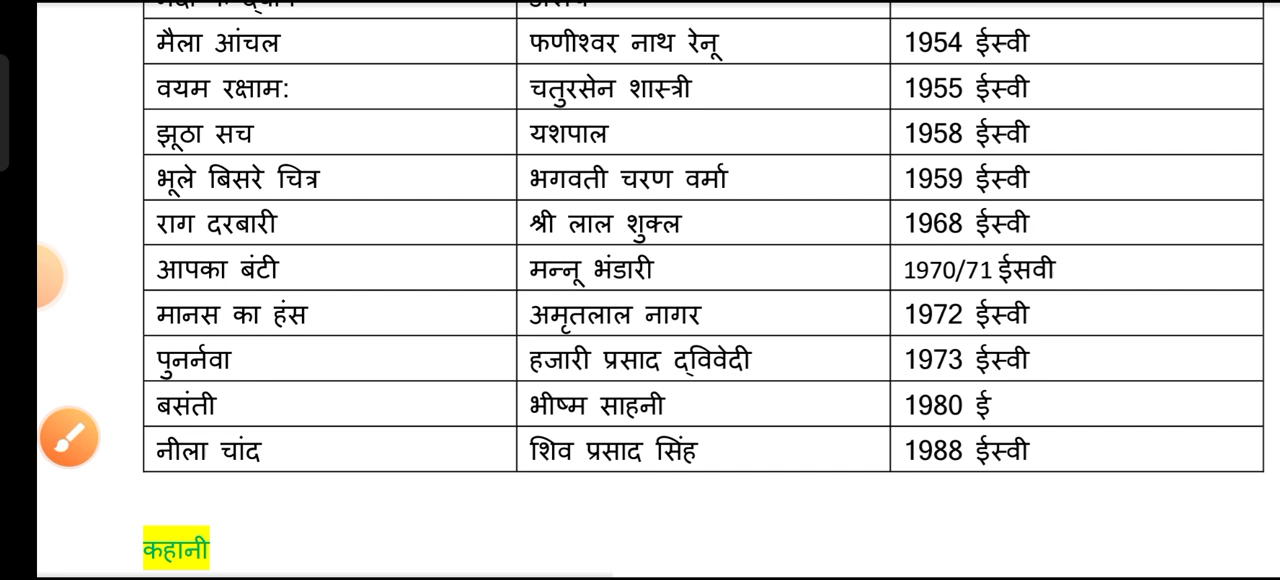 मैला आंचल फणीश्वर नाथ रेनू 1954 ईस्वी
वयम रक्षाम: चतुरसेन शास्त्री 1955 ईस्वी
झूठा सच यशपाल 1958 ईस्वी
भूले बिसरे चित्र भगवती चरण वर्मा 1959 ईस्वी
राग दरबारी श्री लाल शुक्ल 1968 ईस्वी
आपका बंटी मन्नू भंडारी 1970/71 ईसवी
मानस का हंस अमृतलाल नागर 1972 ईस्वी
पुनर्नवा हजारी प्रसाद द्विवेदी 1973 ईस्वी
बसंती भीष्म साहनी 1980 ई
नीला चांद शिव प्रसाद सिंह 1988 ईस्वी
कहानी